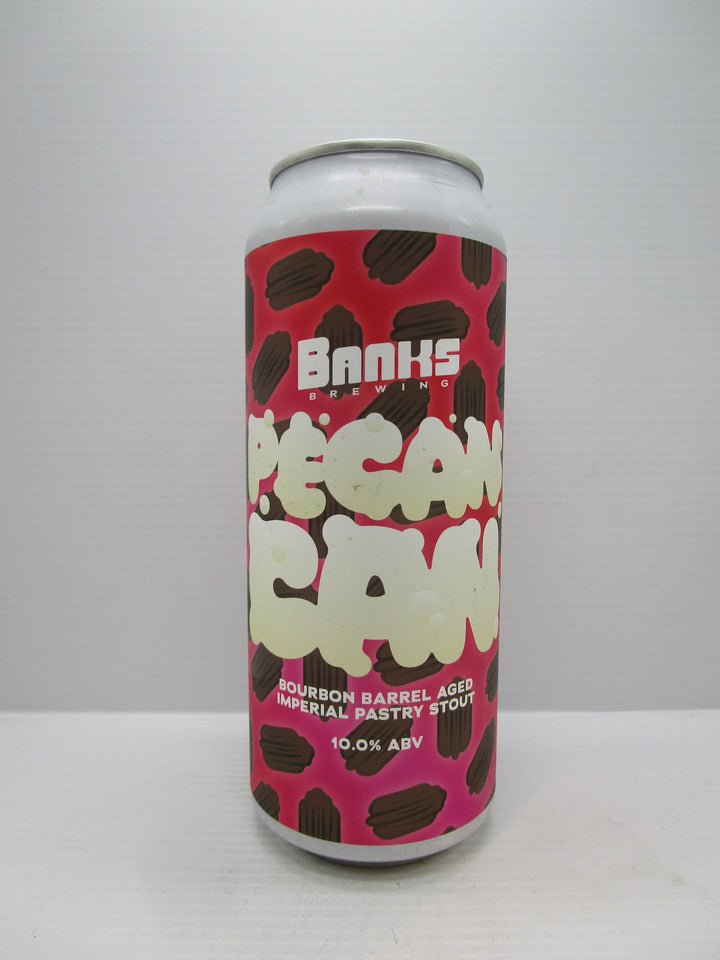 BANKS
BREWING
PECAN
CAN
BOURBON BARREL AGED
IMPERIAL PASTRY STOUT
10.0% ABV